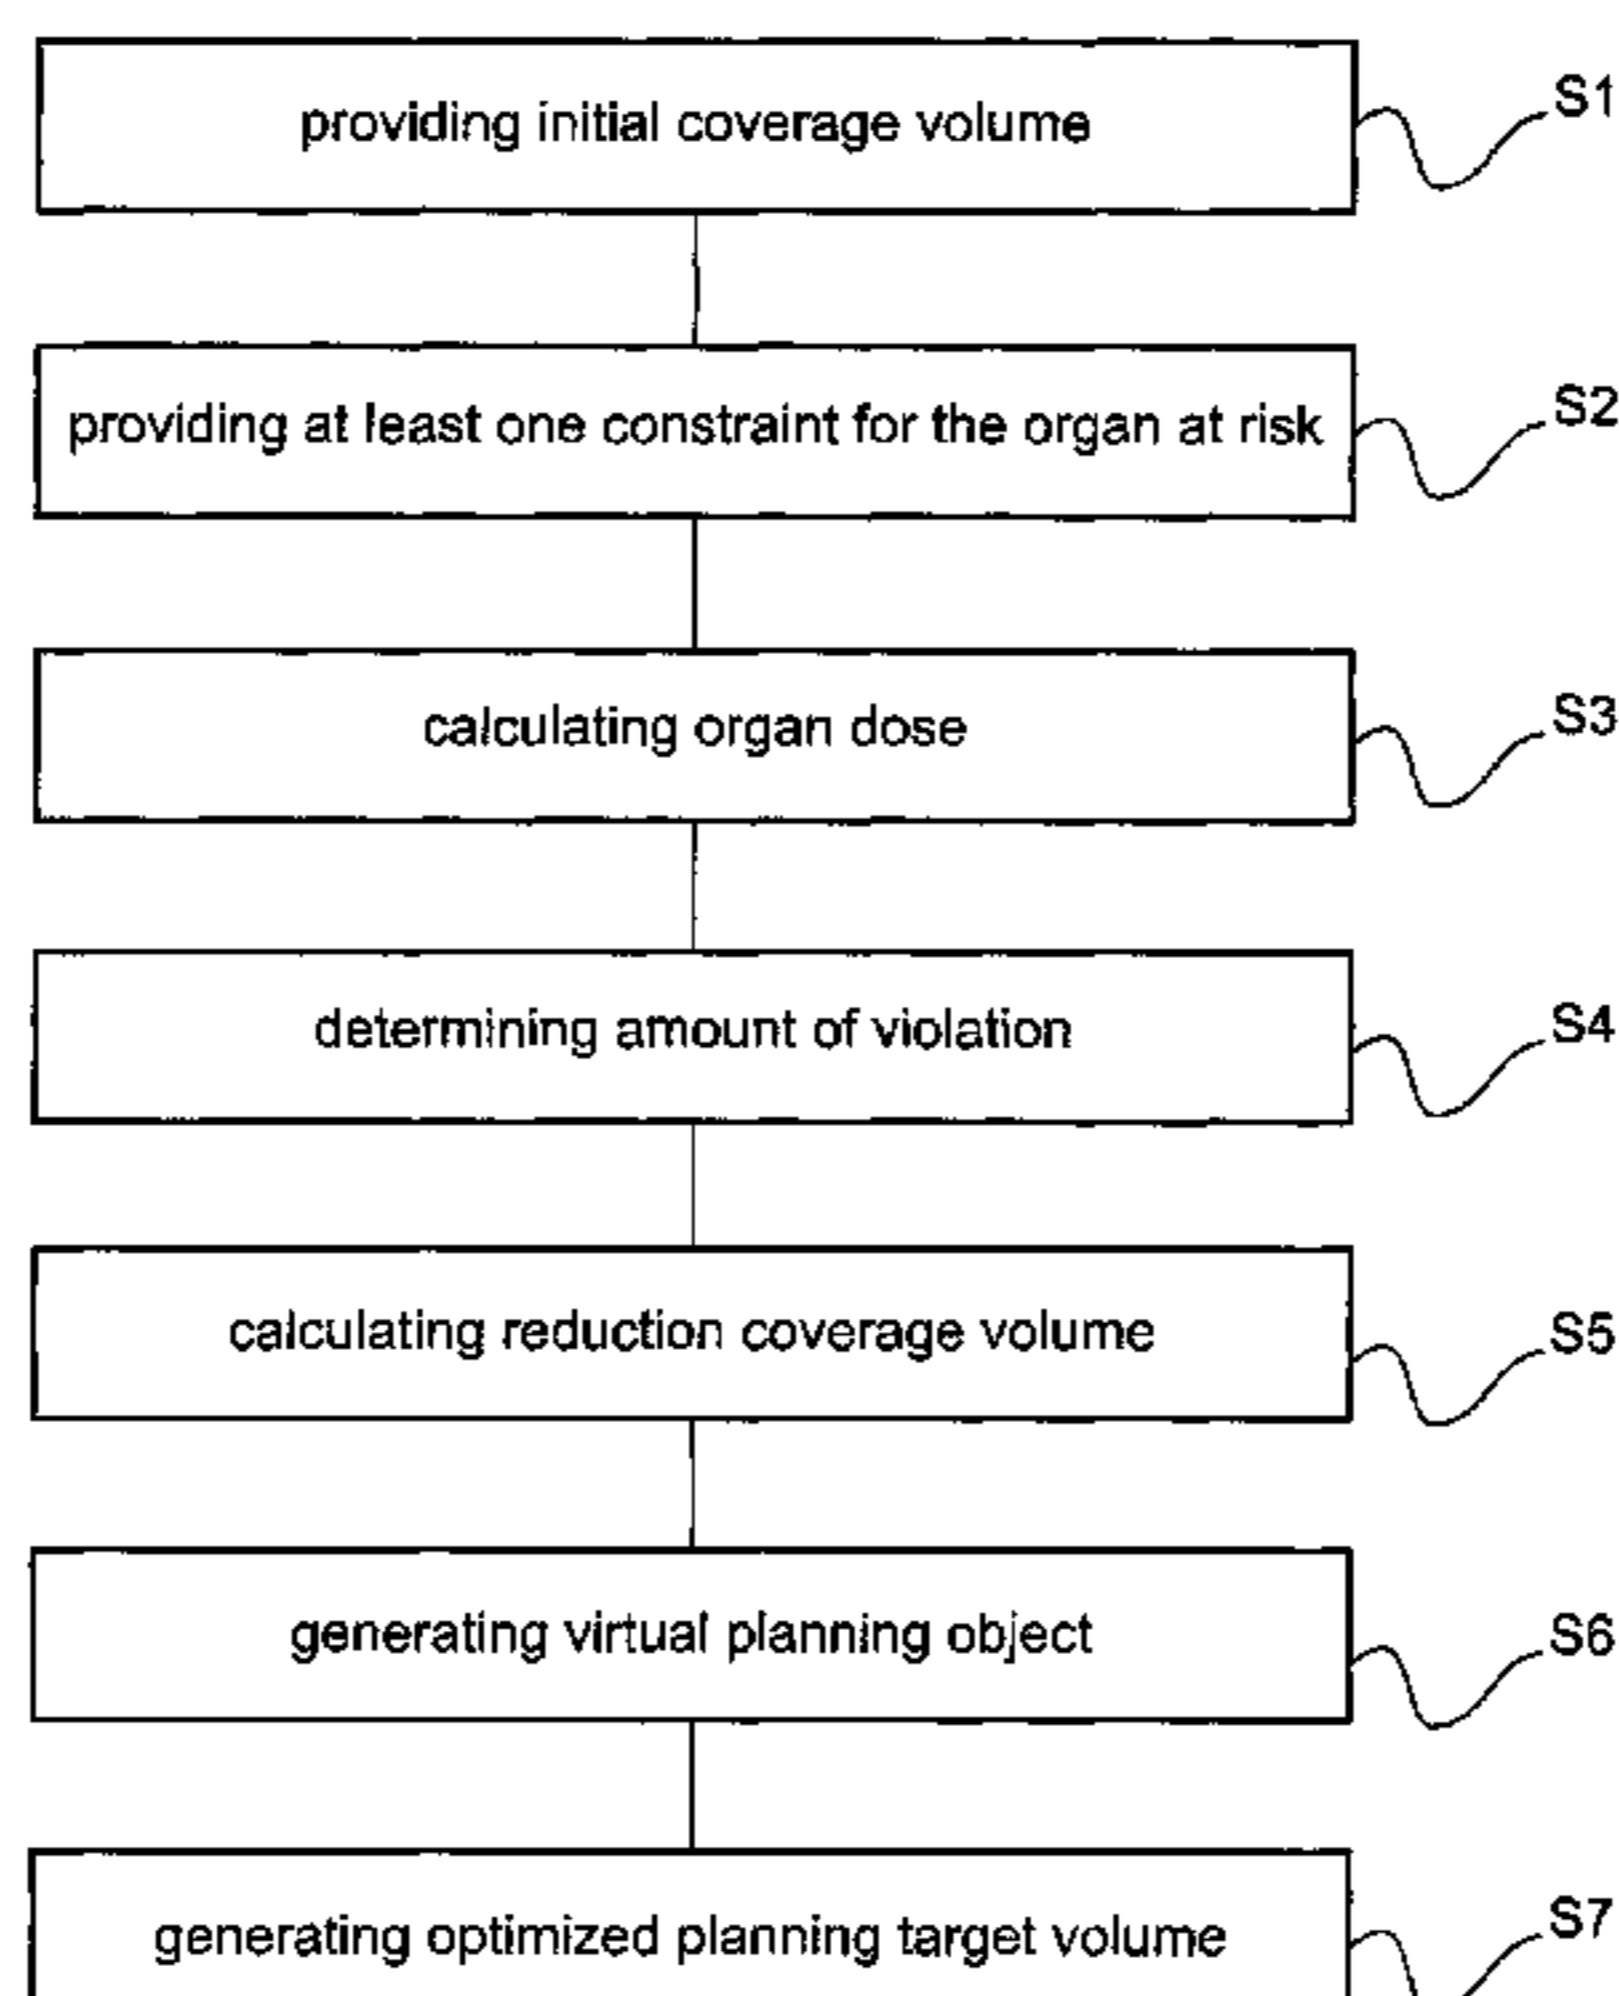 providing initial coverage volume
S1
providing at least one constraint for the organ at risk
S2
calculating organ dose
S3
determining amount of violation
S4
calculating reduction coverage volume
S5
generating virtual planning object
S6
generating optimized planning target volume
S7